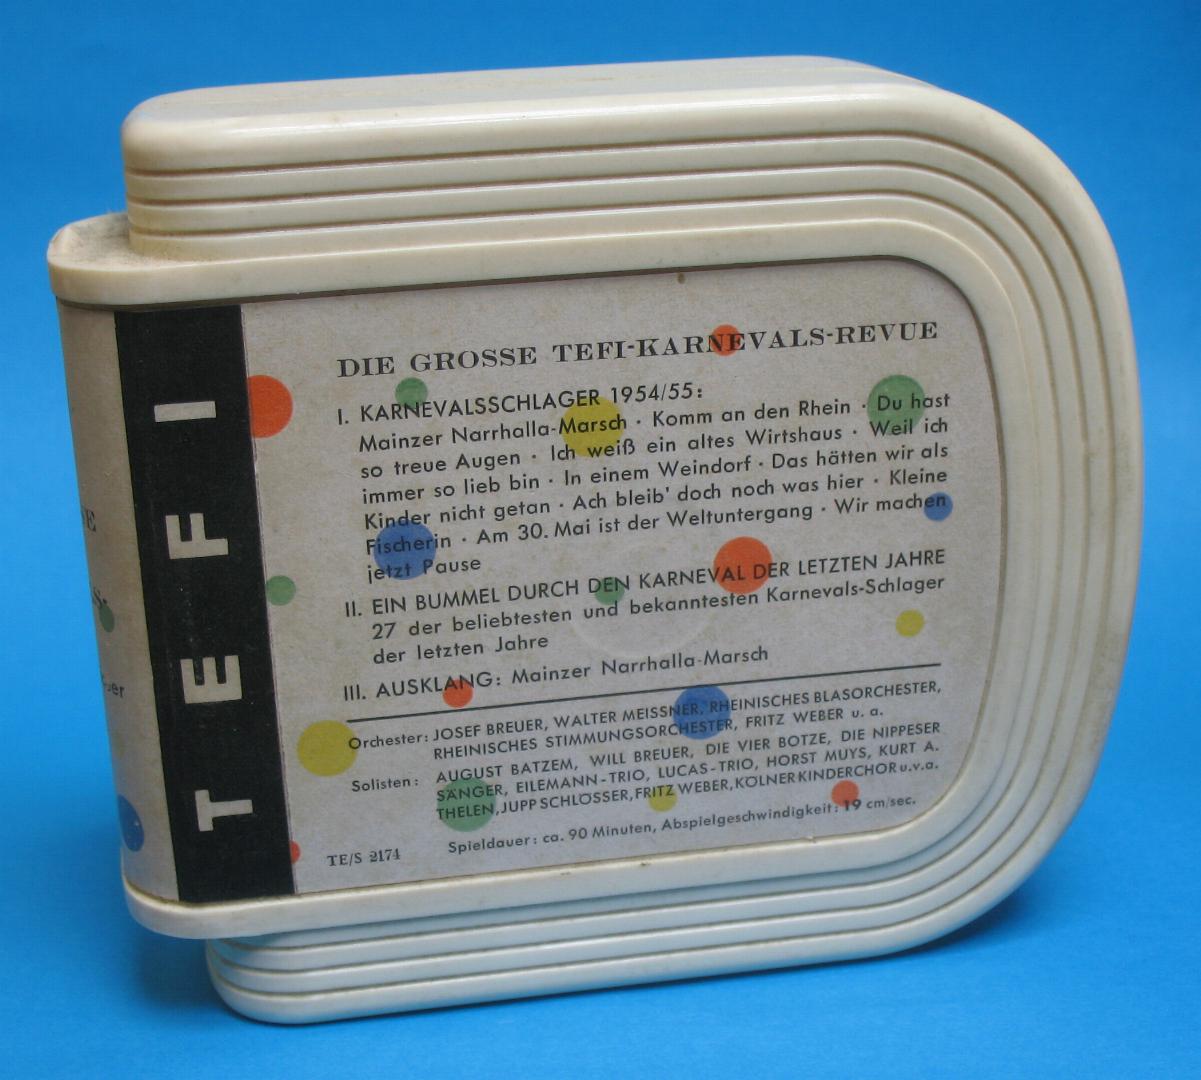 TEFI
DIE GROSSE TEFI-KARNEVALS-REVUE
I. KARNEVALSSCHLAGER 1954/55:
Mainzer Narrhalla-Marsch · Komm an den Rhein · Du hast
so treue Augen · Ich weiß ein altes Wirtshaus · Weil ich
immer so lieb bin · In einem Weindorf · Das hätten wir als
Kinder nicht getan · Ach bleib' doch noch was hier · Kleine
Fischerin · Am 30. Mai ist der Weltuntergang · Wir machen
jetzt Pause
II. EIN BUMMEL DURCH DEN KARNEVAL DER LETZTEN JAHRE
27 der beliebtesten und bekanntesten Karnevals-Schlager
der letzten Jahre
III. AUSKLANG: Mainzer Narrhalla-Marsch
Orchester: JOSEF BREUER, WALTER MEISSNER, RHEINISCHES BLASORCHESTER,
RHEINISCHES STIMMUNGSORCHESTER, FRITZ WEBER u. a.
Solisten: AUGUST BATZEM, WILL BREUER, DIE VIER BOTZE, DIE NIPPESER
SÄNGER, EILEMANN-TRIO, LUCAS-TRIO, HORST MUYS, KURT A.
THELEN, JUPP SCHLÖSSER, FRITZ WEBER, KÖLNER KINDERCHOR u.v.a.
Spieldauer: ca. 90 Minuten, Abspielgeschwindigkeit: 19 cm/sec.
TE/S 2174